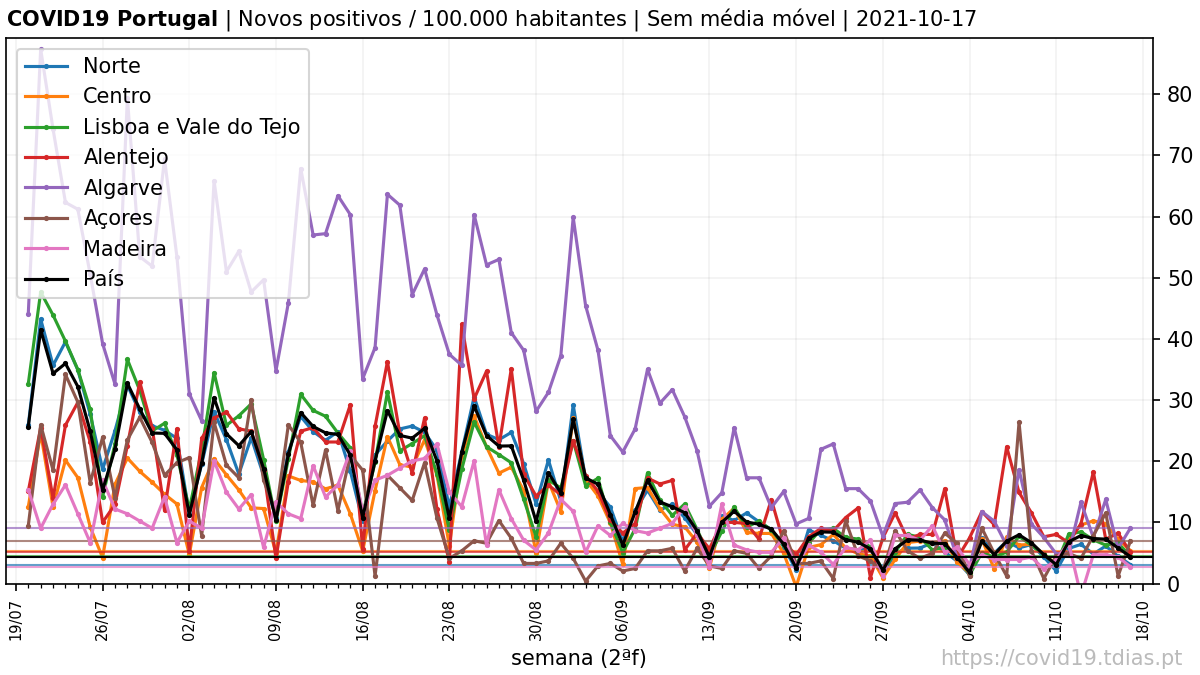 COVID19 Portugal | Novos positivos / 100.000 habitantes | Sem média móvel | 2021-10-17
Norte
Centro
Lisboa e Vale do Tejo
Alentejo
Algarve
Açores
Madeira
País
80
70
60
50
40
30
20
10
0
19/07
26/07
02/08
09/08
16/08
23/08
30/08
06/09
13/09
20/09
27/09
04/10
11/10
18/10
semana (2ªf)
https://covid19.tdias.pt